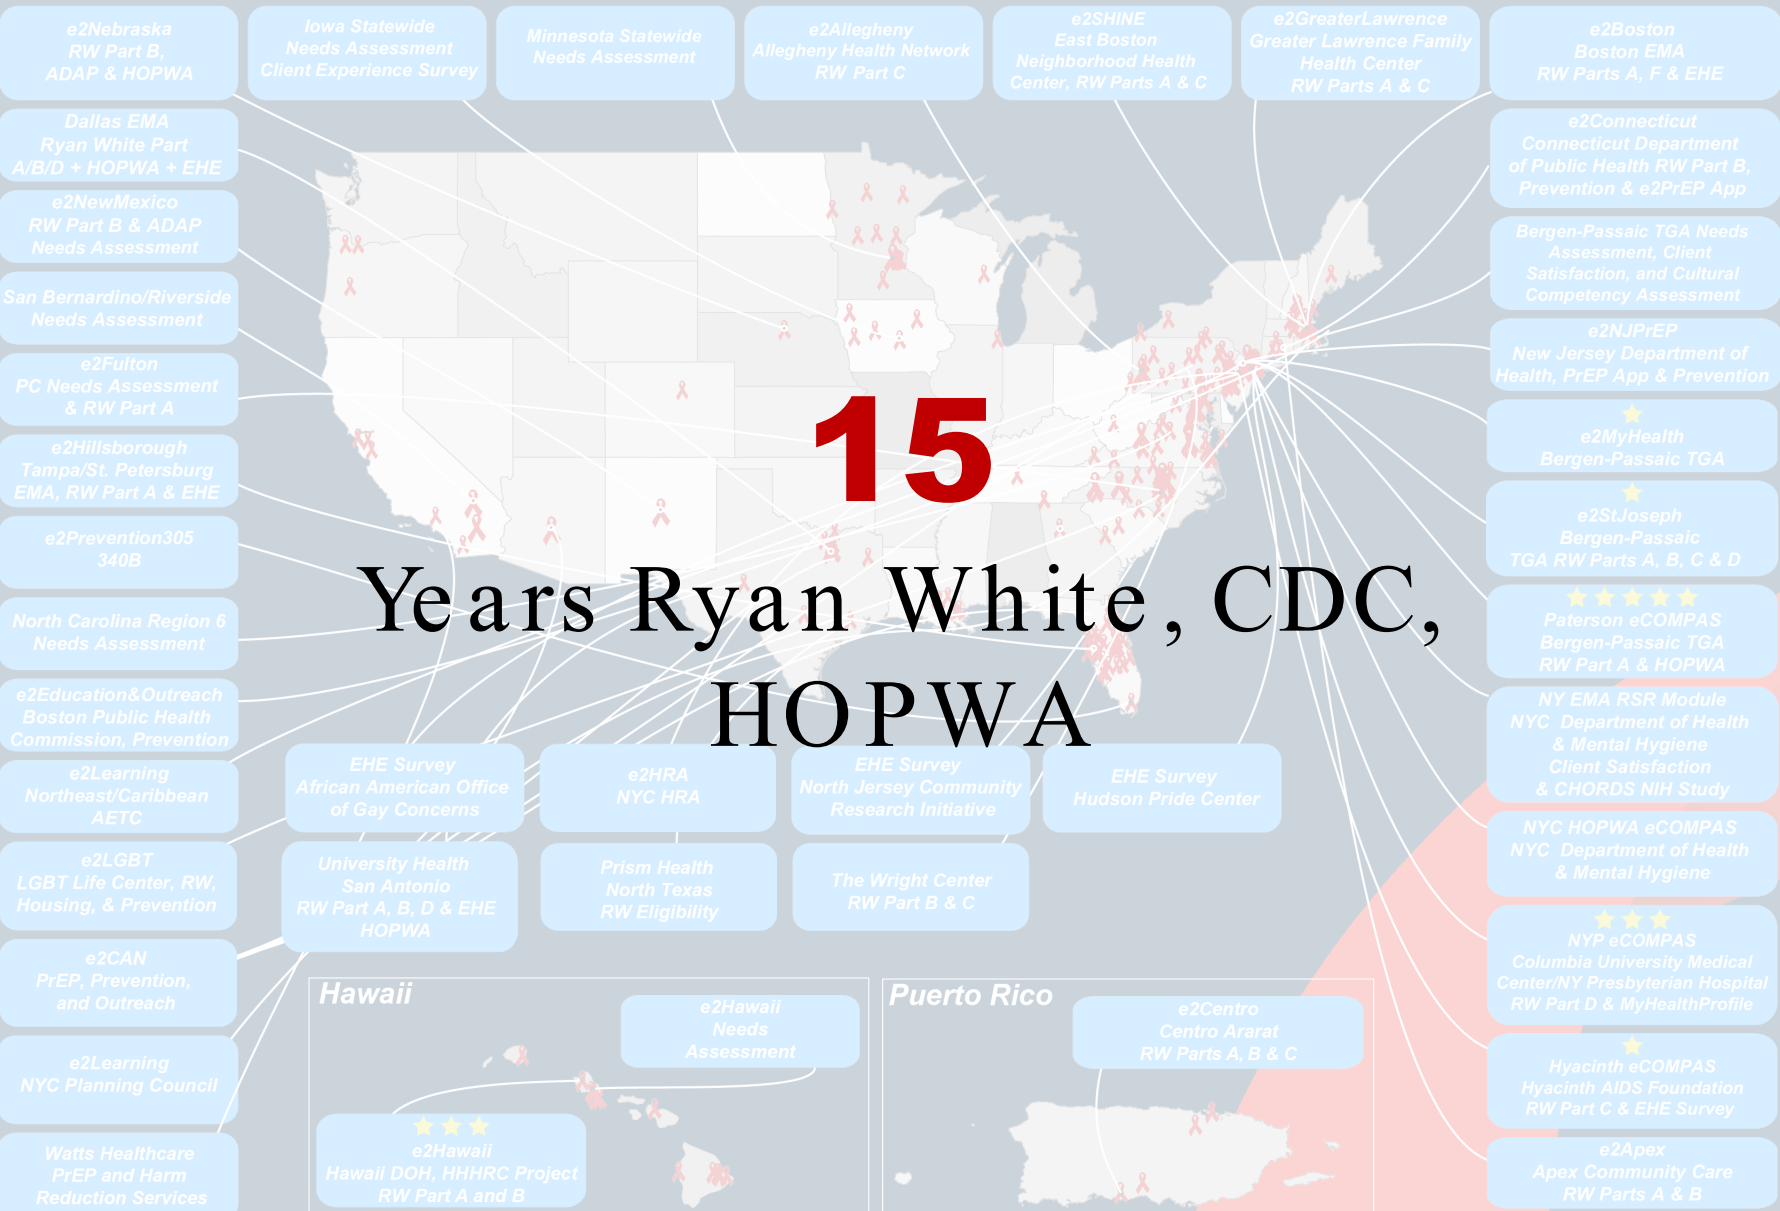 e2Nebraska
RW Part B,
ADAP & HOPWA
Iowa Statewide
Needs Assessment
Client Experience Survey
Minnesota Statewide
Needs Assessment
e2Allegheny
Allegheny Health Network
RW Part C
e2SHINE
East Boston
Neighborhood Health
Center, RW Parts A & C
e2GreaterLawrence
Greater Lawrence Family
Health Center
RW Parts A & C
e2Boston
Boston EMA
RW Parts A, F & EHE
Dallas EMA
Ryan White Part
A/B/D + HOPWA + EHE
e2NewMexico
RW Part B & ADAP
Needs Assessment
San Bernardino/Riverside
Needs Assessment
e2Fulton
PC Needs Assessment
& RW Part A
e2Hillsborough
Tampa/St. Petersburg
EMA, RW Part A & EHE
e2Prevention305
340B
North Carolina Region 6
Needs Assessment
e2Education&Outreach
Boston Public Health
Commission, Prevention
e2Learning
Northeast/Caribbean
AETC
e2LGBT
LGBT Life Center, RW,
Housing, & Prevention
e2CAN
PrEP, Prevention,
and Outreach
e2Learning
NYC Planning Council
Watts Healthcare
PrEP and Harm
Reduction Services
15
Years Ryan White, CDC,
HOPWA
EHE Survey
African American Office
of Gay Concerns
e2HRA
NYC HRA
EHE Survey
North Jersey Community
Research Initiative
EHE Survey
Hudson Pride Center
University Health
San Antonio
RW Part A, B, D & EHE
HOPWA
Prism Health
North Texas
RW Eligibility
The Wright Center
RW Part B & C
Hawaii
e2Hawaii
Needs
Assessment
e2Hawaii
Hawaii DOH, HHHRC Project
RW Part A and B
Puerto Rico
e2Centro
Centro Ararat
RW Parts A, B & C
e2Connecticut
Connecticut Department
of Public Health RW Part B,
Prevention & e2PrEP App
Bergen-Passaic TGA Needs
Assessment, Client
Satisfaction, and Cultural
Competency Assessment
e2NJPrEP
New Jersey Department of
Health, PrEP App & Prevention
e2MyHealth
Bergen-Passaic TGA
e2StJoseph
Bergen-Passaic
TGA RW Parts A, B, C & D
Paterson eCOMPAS
Bergen-Passaic TGA
RW Part A & HOPWA
NY EMA RSR Module
NYC Department of Health
& Mental Hygiene
Client Satisfaction
& CHORDS NIH Study
NYC HOPWA eCOMPAS
NYC Department of Health
& Mental Hygiene
NYP eCOMPAS
Columbia University Medical
Center/NY Presbyterian Hospital
RW Part D & MyHealthProfile
Hyacinth eCOMPAS
Hyacinth AIDS Foundation
RW Part C & EHE Survey
e2Apex
Apex Community Care
RW Parts A & B